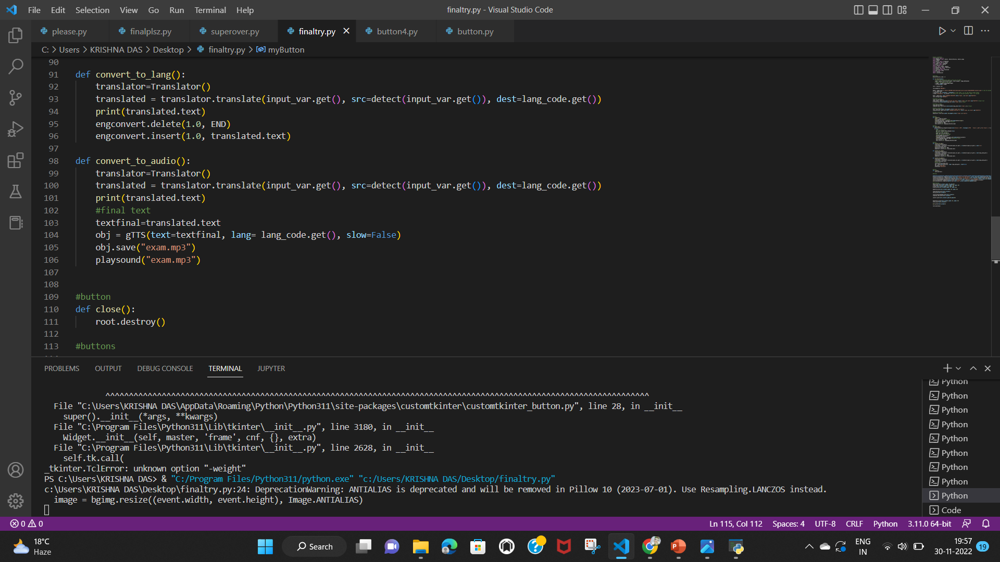 File Edit Selection View Go Run Terminal Help
finaltry.py - Visual Studio Code
please.py finalplsz.py superover.py finaltry.py button4.py button.py
C: > Users > KRISHNA DAS > Desktop > finaltry.py > myButton
90
91 def convert_to_lang():
92     translator=Translator()
93     translated = translator.translate(input_var.get(), src=detect(input_var.get()), dest=lang_code.get())
94     print(translated.text)
95     engconvert.delete(1.0, END)
96     engconvert.insert(1.0, translated.text)
97
98 def convert_to_audio():
99     translator=Translator()
100     translated = translator.translate(input_var.get(), src=detect(input_var.get()), dest=lang_code.get())
101     print(translated.text)
102     #final text
103     textfinal=translated.text
104     obj = gTTS(text=textfinal, lang= lang_code.get(), slow=False)
105     obj.save("exam.mp3")
106     playsound("exam.mp3")
107
108
109 #button
110 def close():
111     root.destroy()
112
113 #buttons
PROBLEMS OUTPUT DEBUG CONSOLE TERMINAL JUPYTER
^^^^^^^^^^^^^^^^^^^^^^^^^^^^^^^^^^^^^^^^^^^^^^^^^^^^^^^^^^^^^^^^^^^^^^^^^^^^^^^^^^^^^^^^^^^^^^^^^^^^^^^^^^^^^^^^^^^
  File "C:\Users\KRISHNA DAS\AppData\Roaming\Python\Python311\site-packages\customtkinter\customtkinter_button.py", line 28, in __init__
    super().__init__(*args, **kwargs)
  File "C:\Program Files\Python311\Lib\tkinter\__init__.py", line 3180, in __init__
    Widget.__init__(self, master, 'frame', cnf, {}, extra)
  File "C:\Program Files\Python311\Lib\tkinter\__init__.py", line 2628, in __init__
    self.tk.call(
_tkinter.TclError: unknown option "-weight"
PS C:\Users\KRISHNA DAS> & "C:/Program Files/Python311/python.exe" "c:/Users/KRISHNA DAS/Desktop/finaltry.py"
c:\Users\KRISHNA DAS\Desktop\finaltry.py:24: DeprecationWarning: ANTIALIAS is deprecated and will be removed in Pillow 10 (2023-07-01). Use Resampling.LANCZOS instead.
  image = bgimg.resize((event.width, event.height), Image.ANTIALIAS)
Python
Python
Python
Python
Python
Python
Python
Python
Python
Code
0 0
Ln 115, Col 112 Spaces: 4 UTF-8 CRLF Python 3.11.0 64-bit
18°C
Haze
Search
ENG
IN
19:57
30-11-2022
19